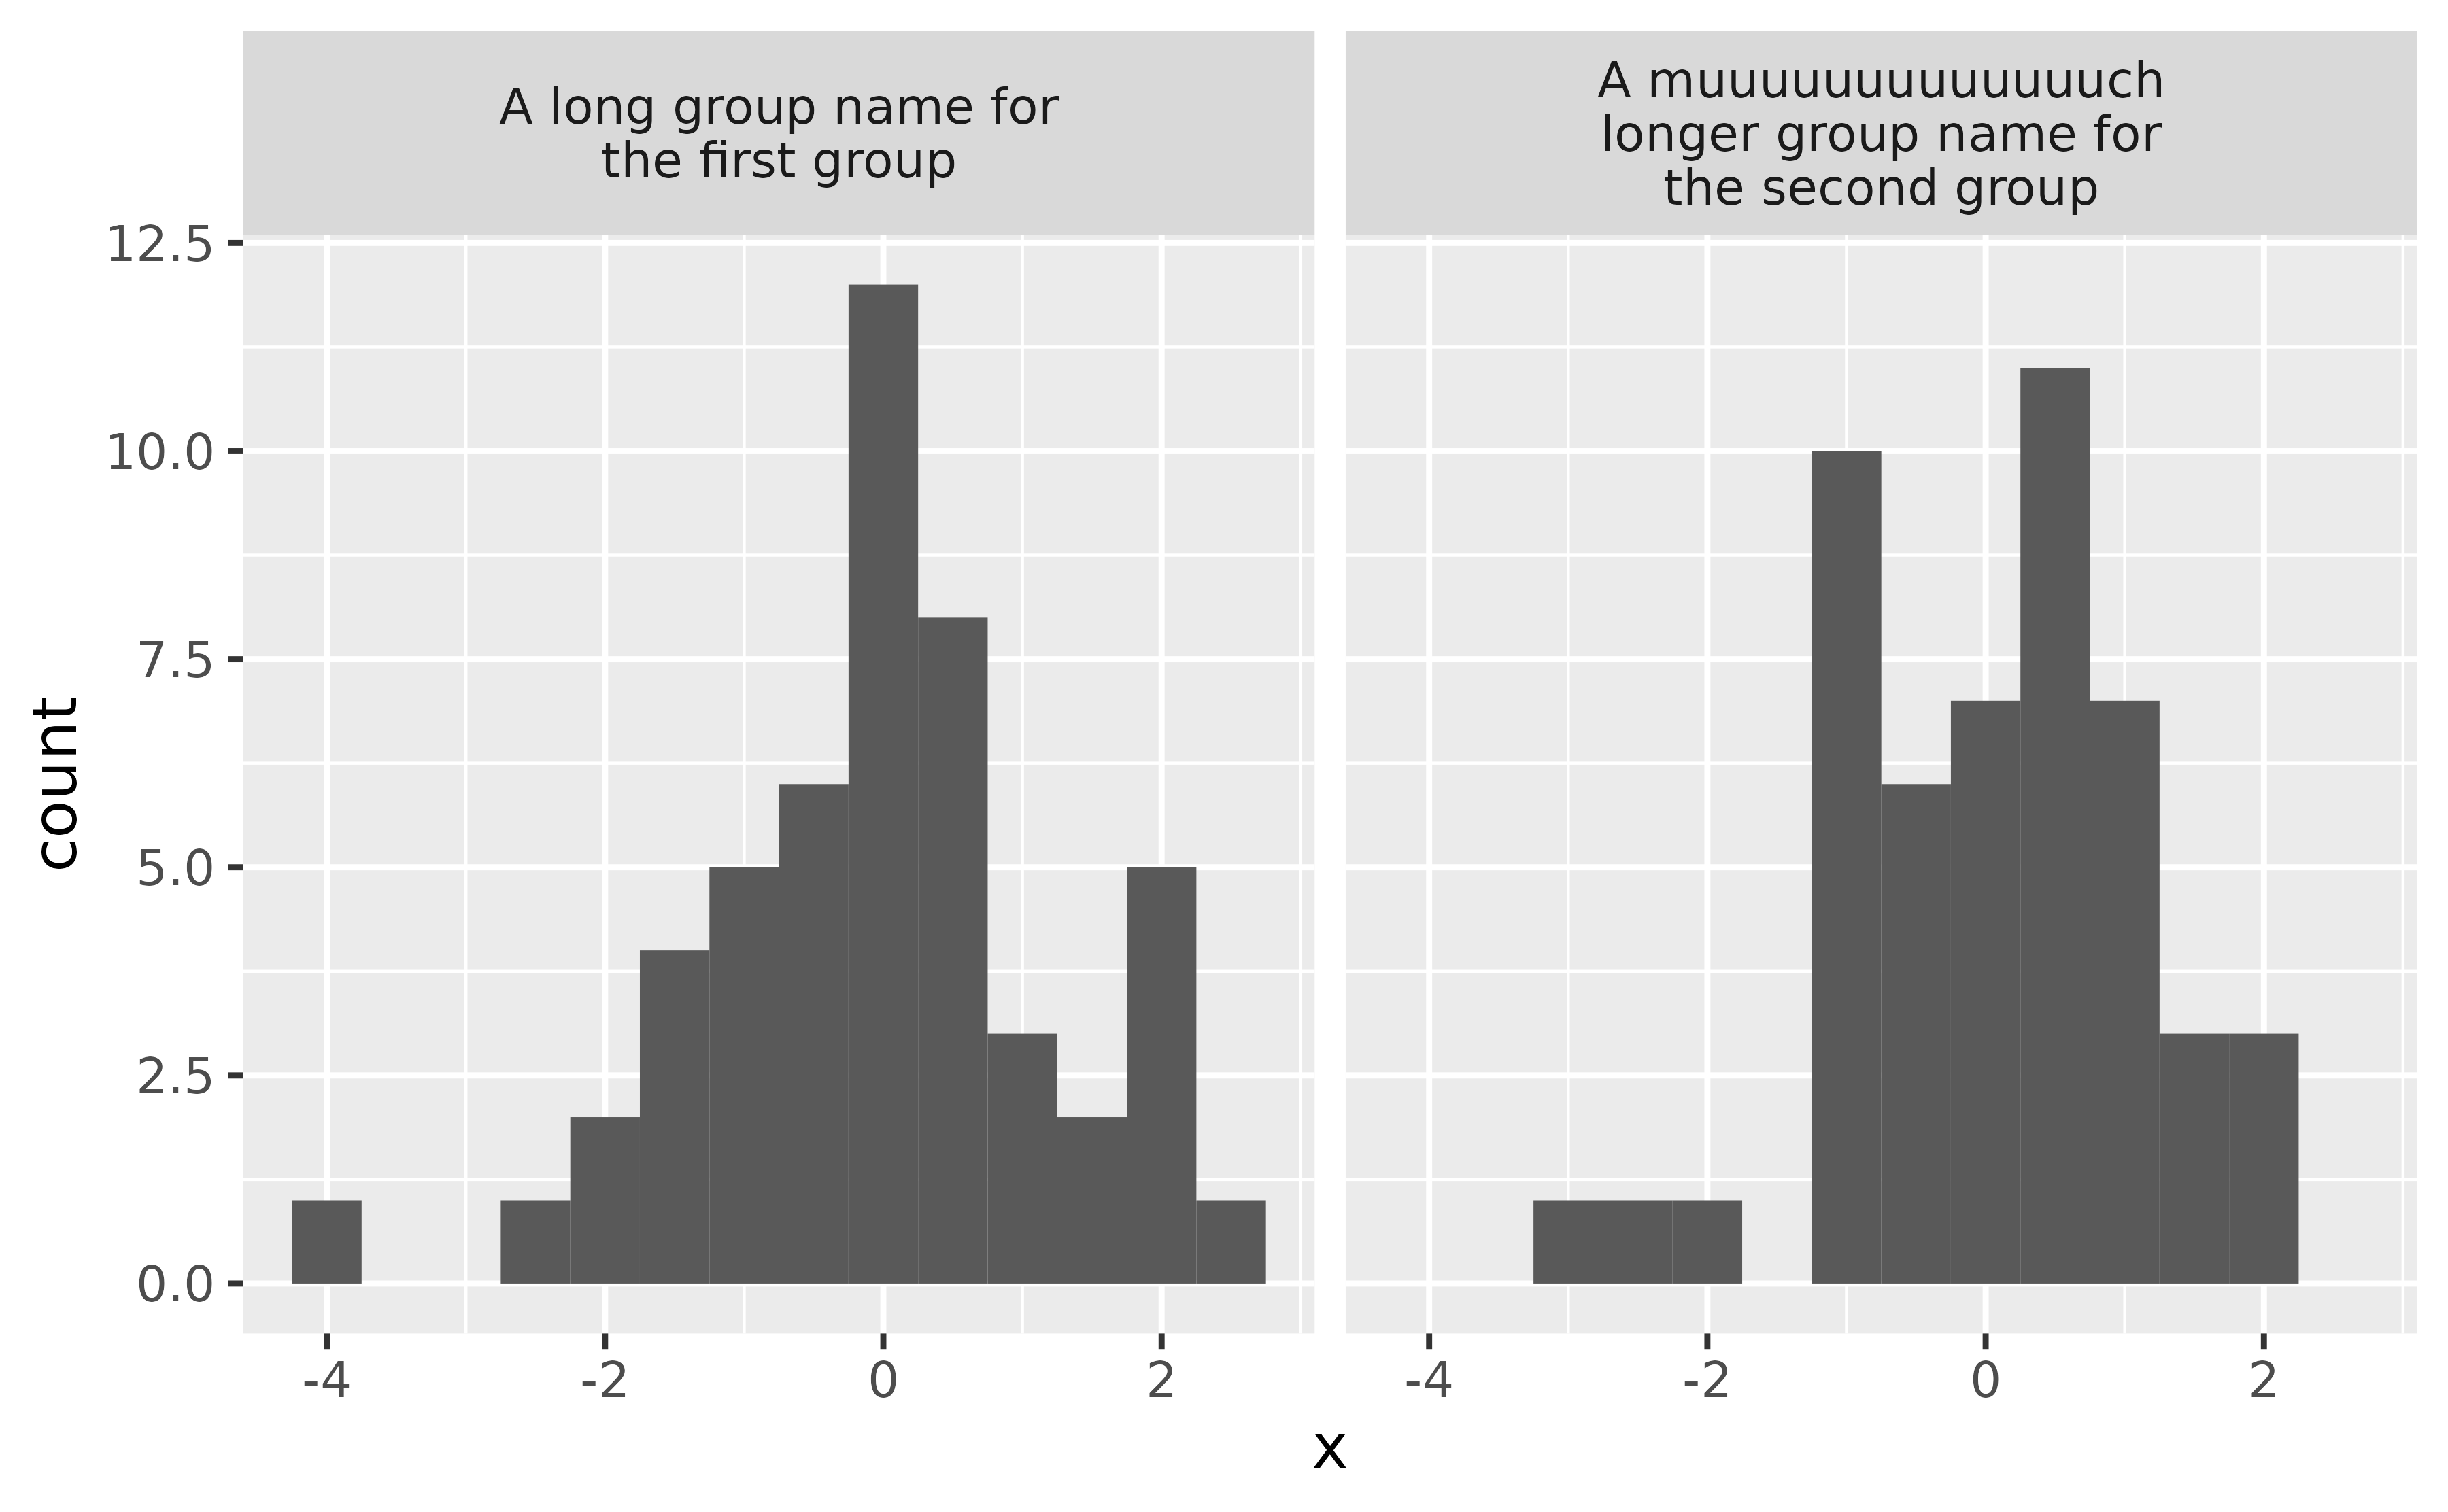 A long group name for
the first group
A muuuuuuuuuuuuuuch
longer group name for
the second group
12.5
10.0
7.5
5.0
2.5
0.0
count
-4 -2 0 2
-4 -2 0 2
x